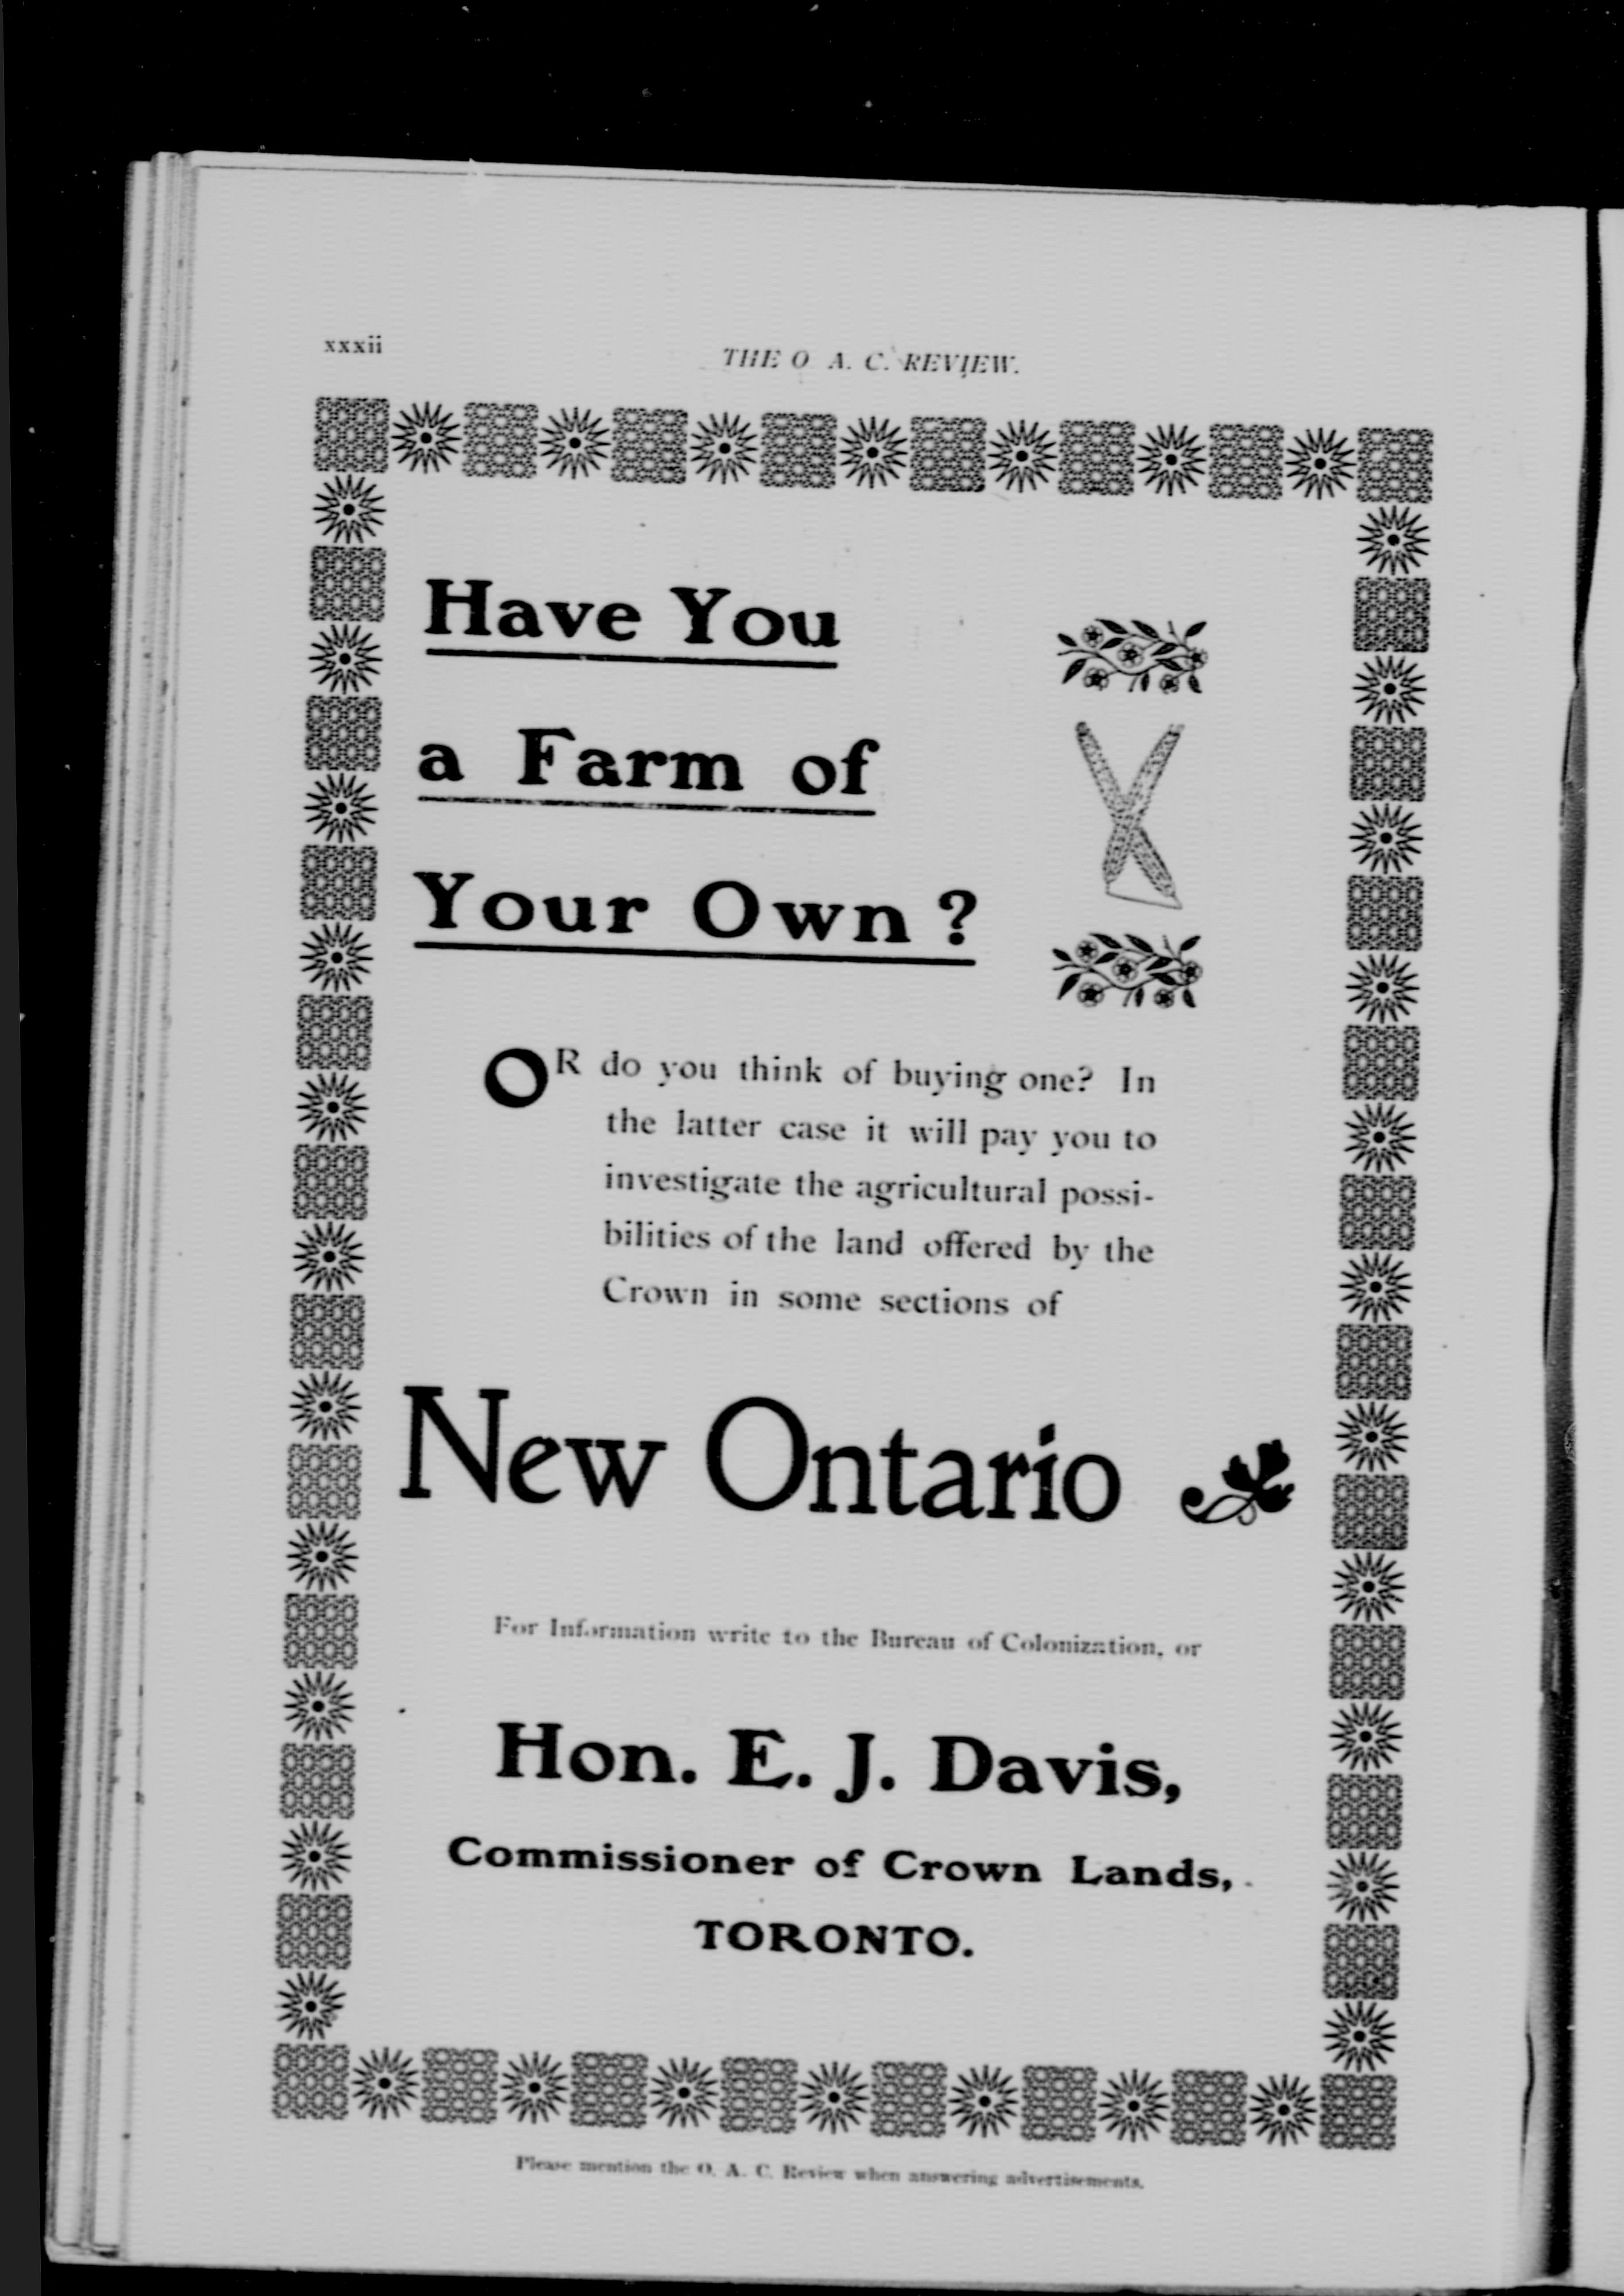 xxxii
THE O A. C. REVIEW.
Have You
a Farm of
Your Own ?
OR do you think of buying one? In
the latter case it will pay you to
investigate the agricultural possi-
bilities of the land offered by the
Crown in some sections of
New Ontario
For Information write to the Bureau of Colonization, or
Hon. E. J. Davis,
Commissioner of Crown Lands,
TORONTO.
Please mention the O. A. C. Review when answering advertisements.